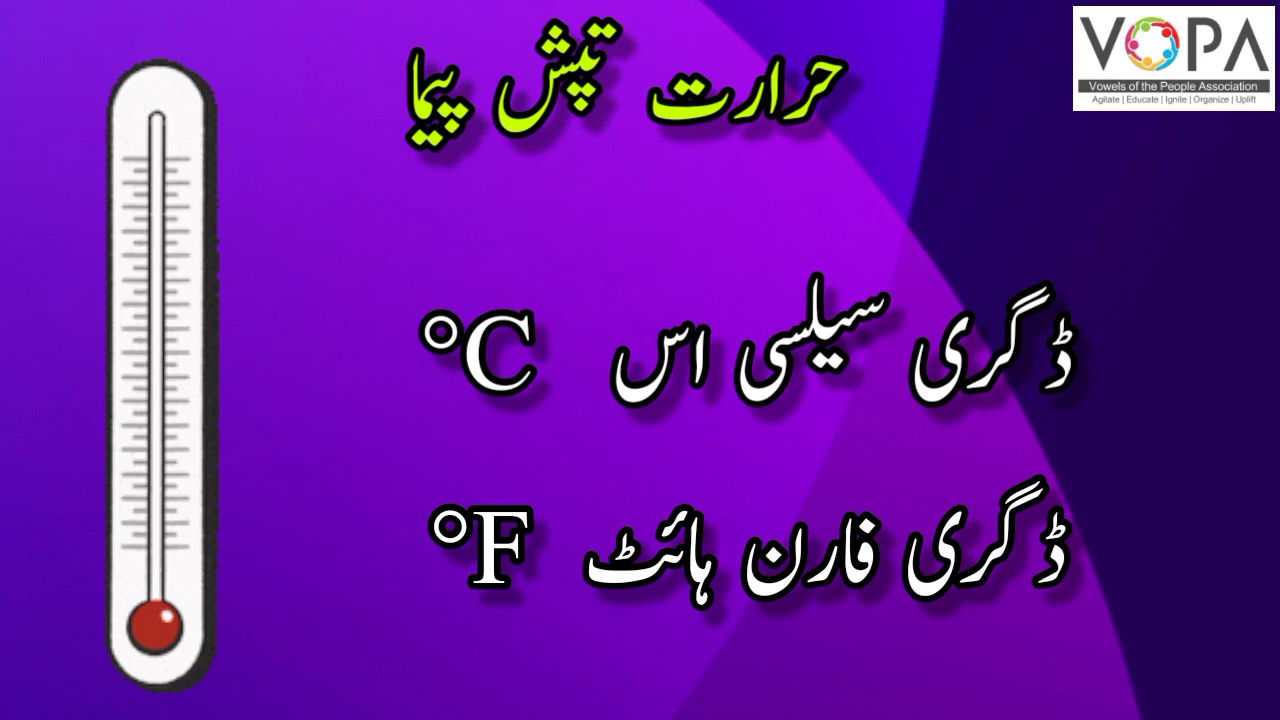 حرارت تپش پیما
VOPA
Vowels of the People Association
Agitate | Educate | Ignite | Organize | Uplift
ڈگری سیلسی اس °C
ڈگری فارن ہائٹ °F